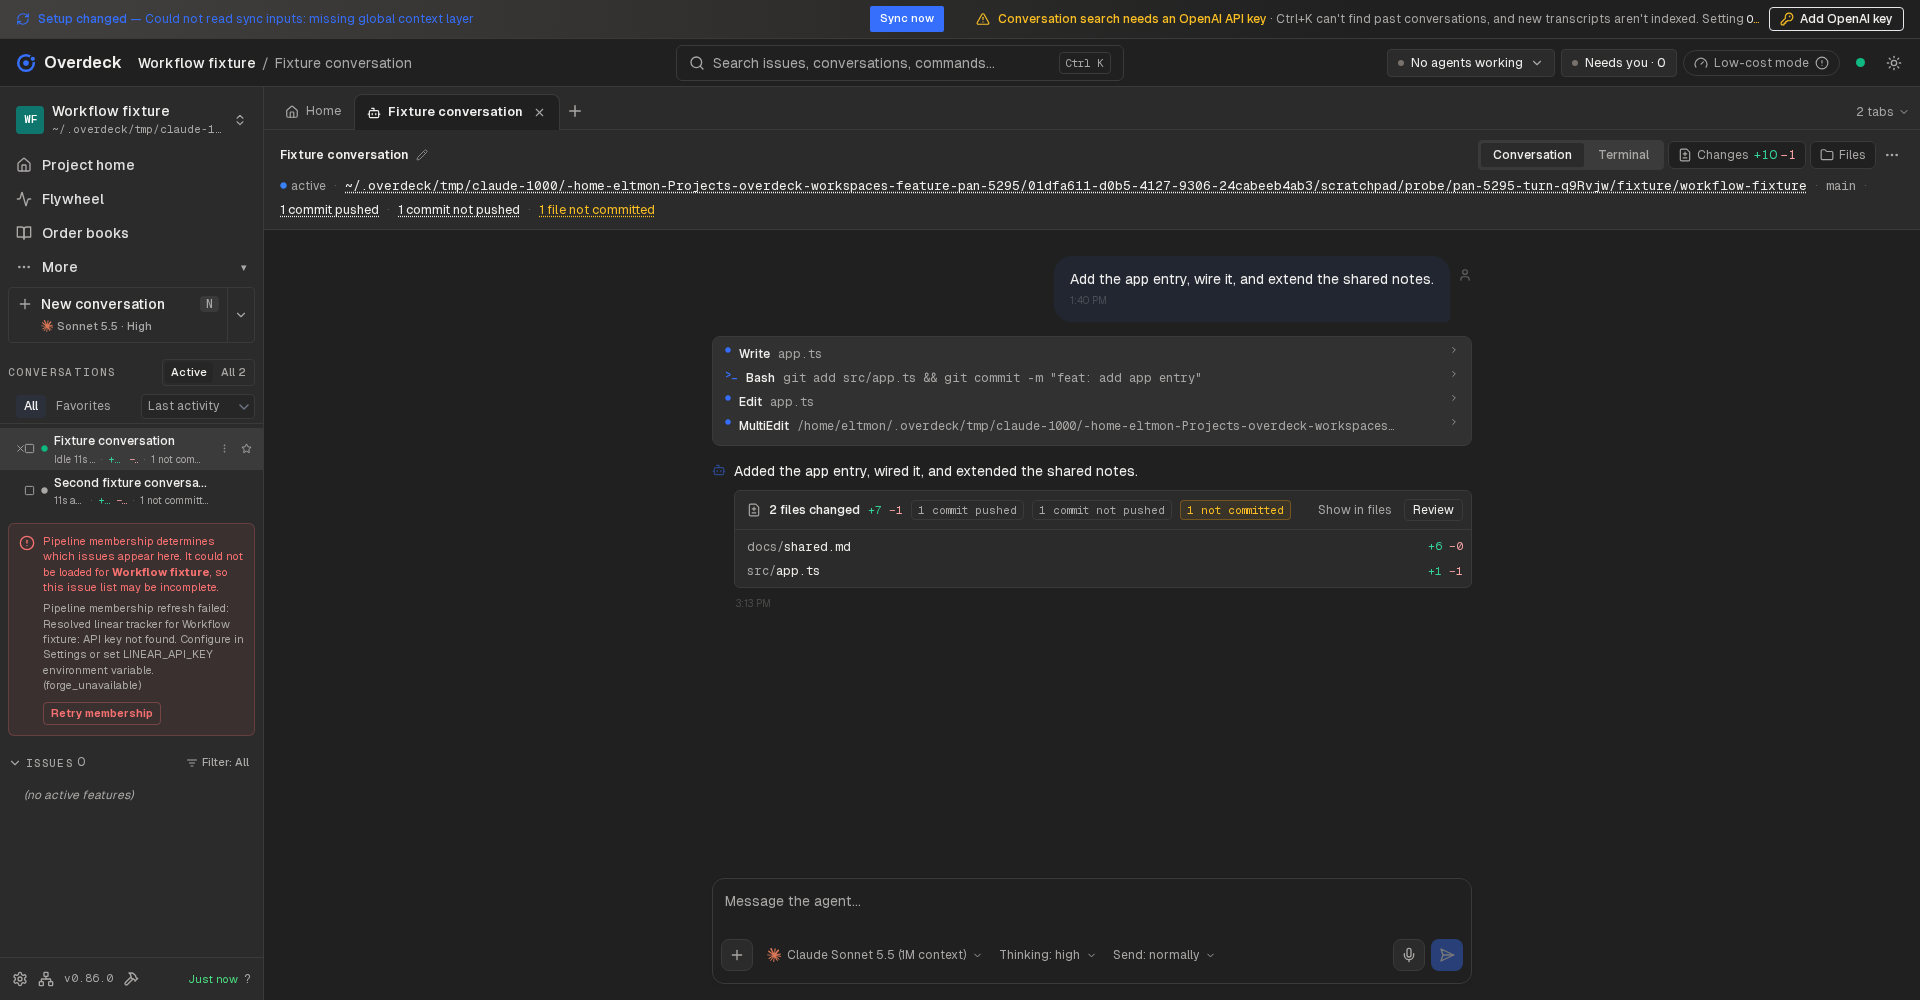 Setup changed — Could not read sync inputs: missing global context layer
Sync now
Conversation search needs an OpenAI API key · Ctrl+K can't find past conversations, and new transcripts aren't indexed. Setting o…
Add OpenAI key
Overdeck
Workflow fixture / Fixture conversation
Search issues, conversations, commands...
Ctrl K
No agents working
Needs you · 0
Low-cost mode
WF
Workflow fixture
~/.overdeck/tmp/claude-1…
Project home
Flywheel
Order books
More
New conversation
N
Sonnet 5.5 · High
CONVERSATIONS
Active
All 2
All
Favorites
Last activity
Fixture conversation
Idle 11s … · +… −… · 1 not com…
Second fixture conversa…
11s a… · +… −… · 1 not committ…
Pipeline membership determines
which issues appear here. It could not
be loaded for Workflow fixture, so
this issue list may be incomplete.
Pipeline membership refresh failed:
Resolved linear tracker for Workflow
fixture: API key not found. Configure in
Settings or set LINEAR_API_KEY
environment variable.
(forge_unavailable)
Retry membership
ISSUES 0
Filter: All
(no active features)
v0.86.0
Just now ?
Home
Fixture conversation
2 tabs
Fixture conversation
Conversation
Terminal
Changes +10 −1
Files
active · ~/.overdeck/tmp/claude-1000/-home-eltmon-Projects-overdeck-workspaces-feature-pan-5295/01dfa611-d0b5-4127-9306-24cabeeb4ab3/scratchpad/probe/pan-5295-turn-q9Rvjw/fixture/workflow-fixture · main ·
1 commit pushed · 1 commit not pushed · 1 file not committed
Add the app entry, wire it, and extend the shared notes.
1:40 PM
Write app.ts
Bash git add src/app.ts && git commit -m "feat: add app entry"
Edit app.ts
MultiEdit /home/eltmon/.overdeck/tmp/claude-1000/-home-eltmon-Projects-overdeck-workspaces…
Added the app entry, wired it, and extended the shared notes.
2 files changed +7 −1
1 commit pushed
1 commit not pushed
1 not committed
Show in files
Review
docs/shared.md +6 −0
src/app.ts +1 −1
3:13 PM
Message the agent...
Claude Sonnet 5.5 (1M context)
Thinking: high
Send: normally